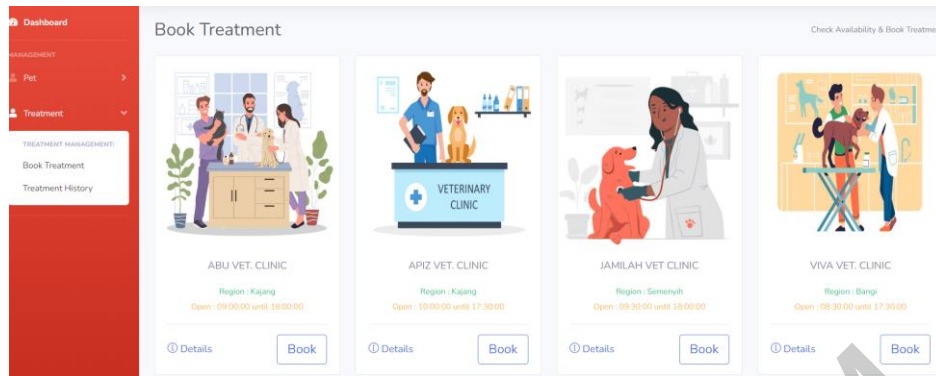 Dashboard
Book Treatment
Check Availability & Book Treatme
MANAGEMENT
Pet
Treatment
TREATMENT MANAGEMENT:
Book Treatment
Treatment History
VETERINARY
CLINIC
ABU VET. CLINIC
Region : Kajang
Open : 09:00:00 until 18:00:00
Details
Book
APIZ VET. CLINIC
Region : Kajang
Open : 10:00:00 until 17:30:00
Details
Book
JAMILAH VET CLINIC
Region : Semenyih
Open : 09:30:00 until 18:00:00
Details
Book
VIVA VET. CLINIC
Region : Bangi
Open : 08:30:00 until 17:30:00
Details
Book